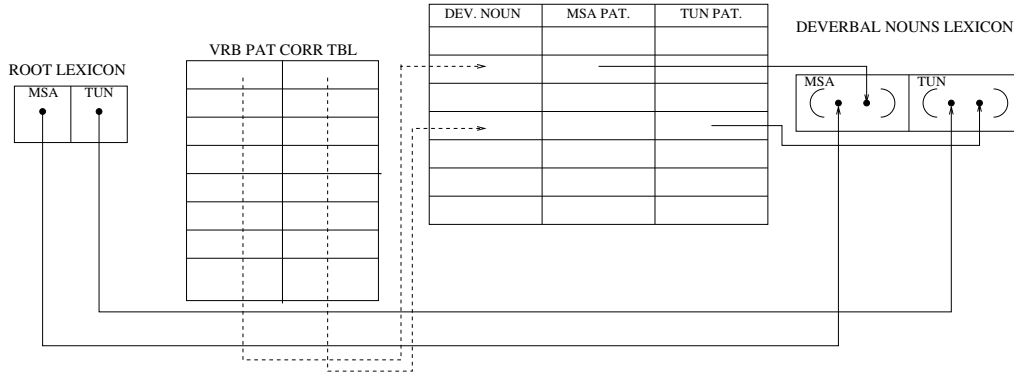 DEV. NOUN MSA PAT. TUN PAT.
DEVERBAL NOUNS LEXICON
VRB PAT CORR TBL
ROOT LEXICON
MSA TUN
MSA TUN